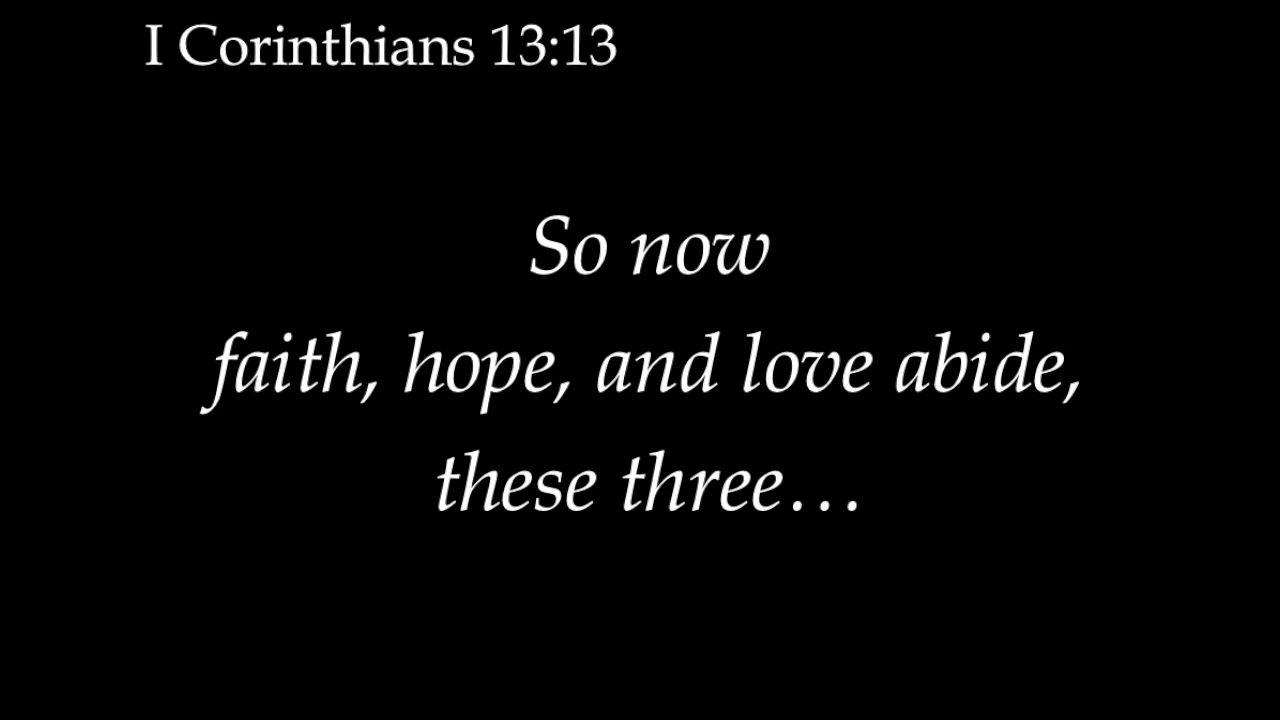 I Corinthians 13:13
So now
faith, hope, and love abide,
these three…